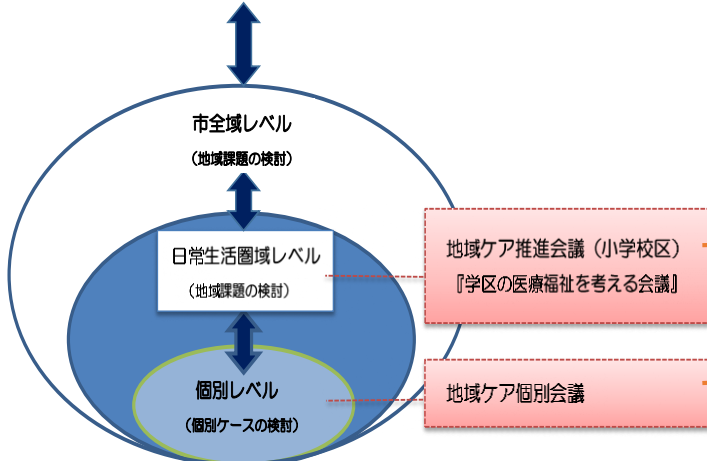 市全域レベル
（地域課題の検討）
日常生活圏域レベル
（地域課題の検討）
地域ケア推進会議（小学校区）
『学区の医療福祉を考える会議』
個別レベル
（個別ケースの検討）
地域ケア個別会議